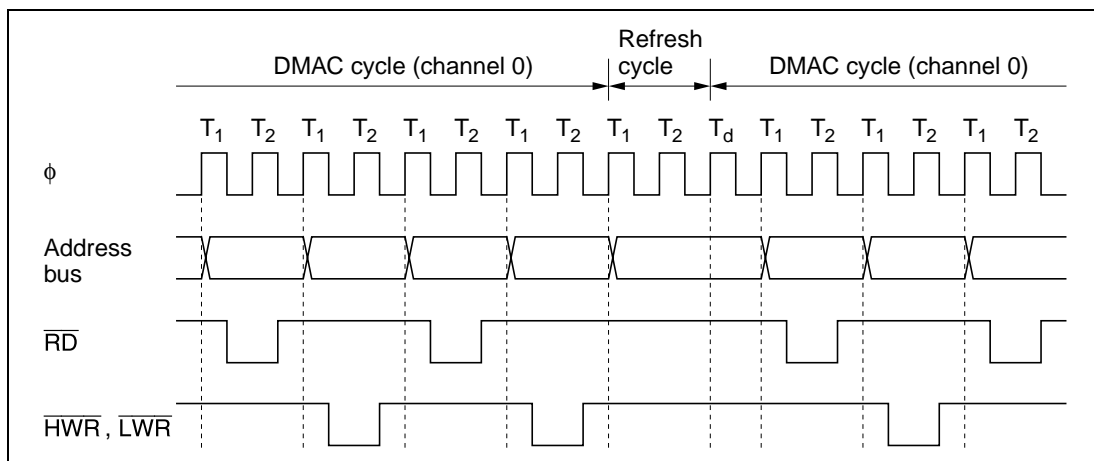 Refresh
DMAC cycle (channel 0) cycle DMAC cycle (channel 0)
T1 T2 T1 T2 T1 T2 T1 T2 T1 T2 Td T1 T2 T1 T2 T1 T2
φ
Address
bus
RD
HWR , LWR